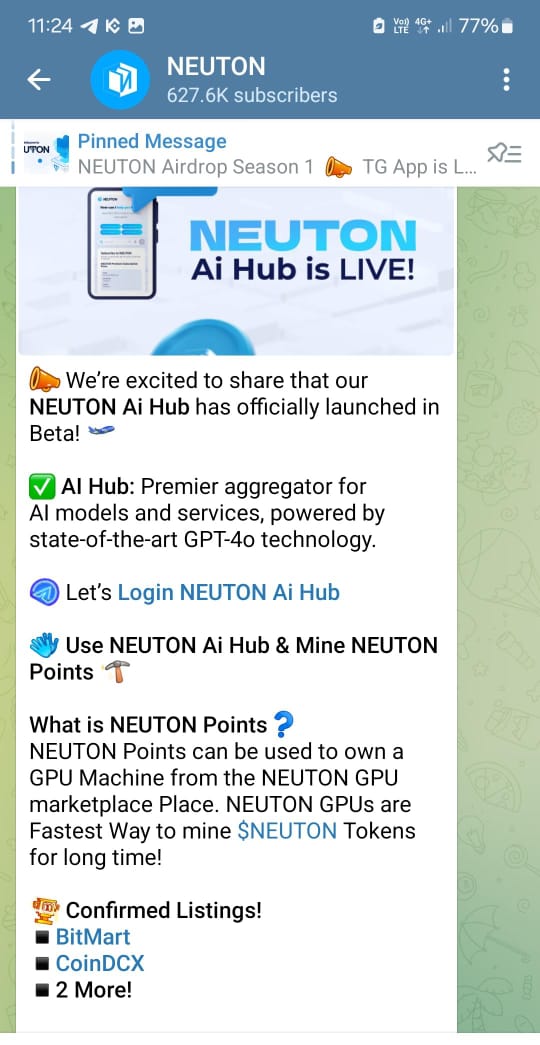 11:24
Vo) 4G+ 77%
LTE
NEUTON
627.6K subscribers
Pinned Message
NEUTON Airdrop Season 1 📣 TG App is L...
NEUTON
Ai Hub is LIVE!
📣 We’re excited to share that our
NEUTON Ai Hub has officially launched in
Beta! 🛩
✅ AI Hub: Premier aggregator for
AI models and services, powered by
state-of-the-art GPT-4o technology.
Let’s Login NEUTON Ai Hub
👋 Use NEUTON Ai Hub & Mine NEUTON
Points ⛏
What is NEUTON Points ❓
NEUTON Points can be used to own a
GPU Machine from the NEUTON GPU
marketplace Place. NEUTON GPUs are
Fastest Way to mine $NEUTON Tokens
for long time!
🏆 Confirmed Listings!
▪ BitMart
▪ CoinDCX
▪ 2 More!